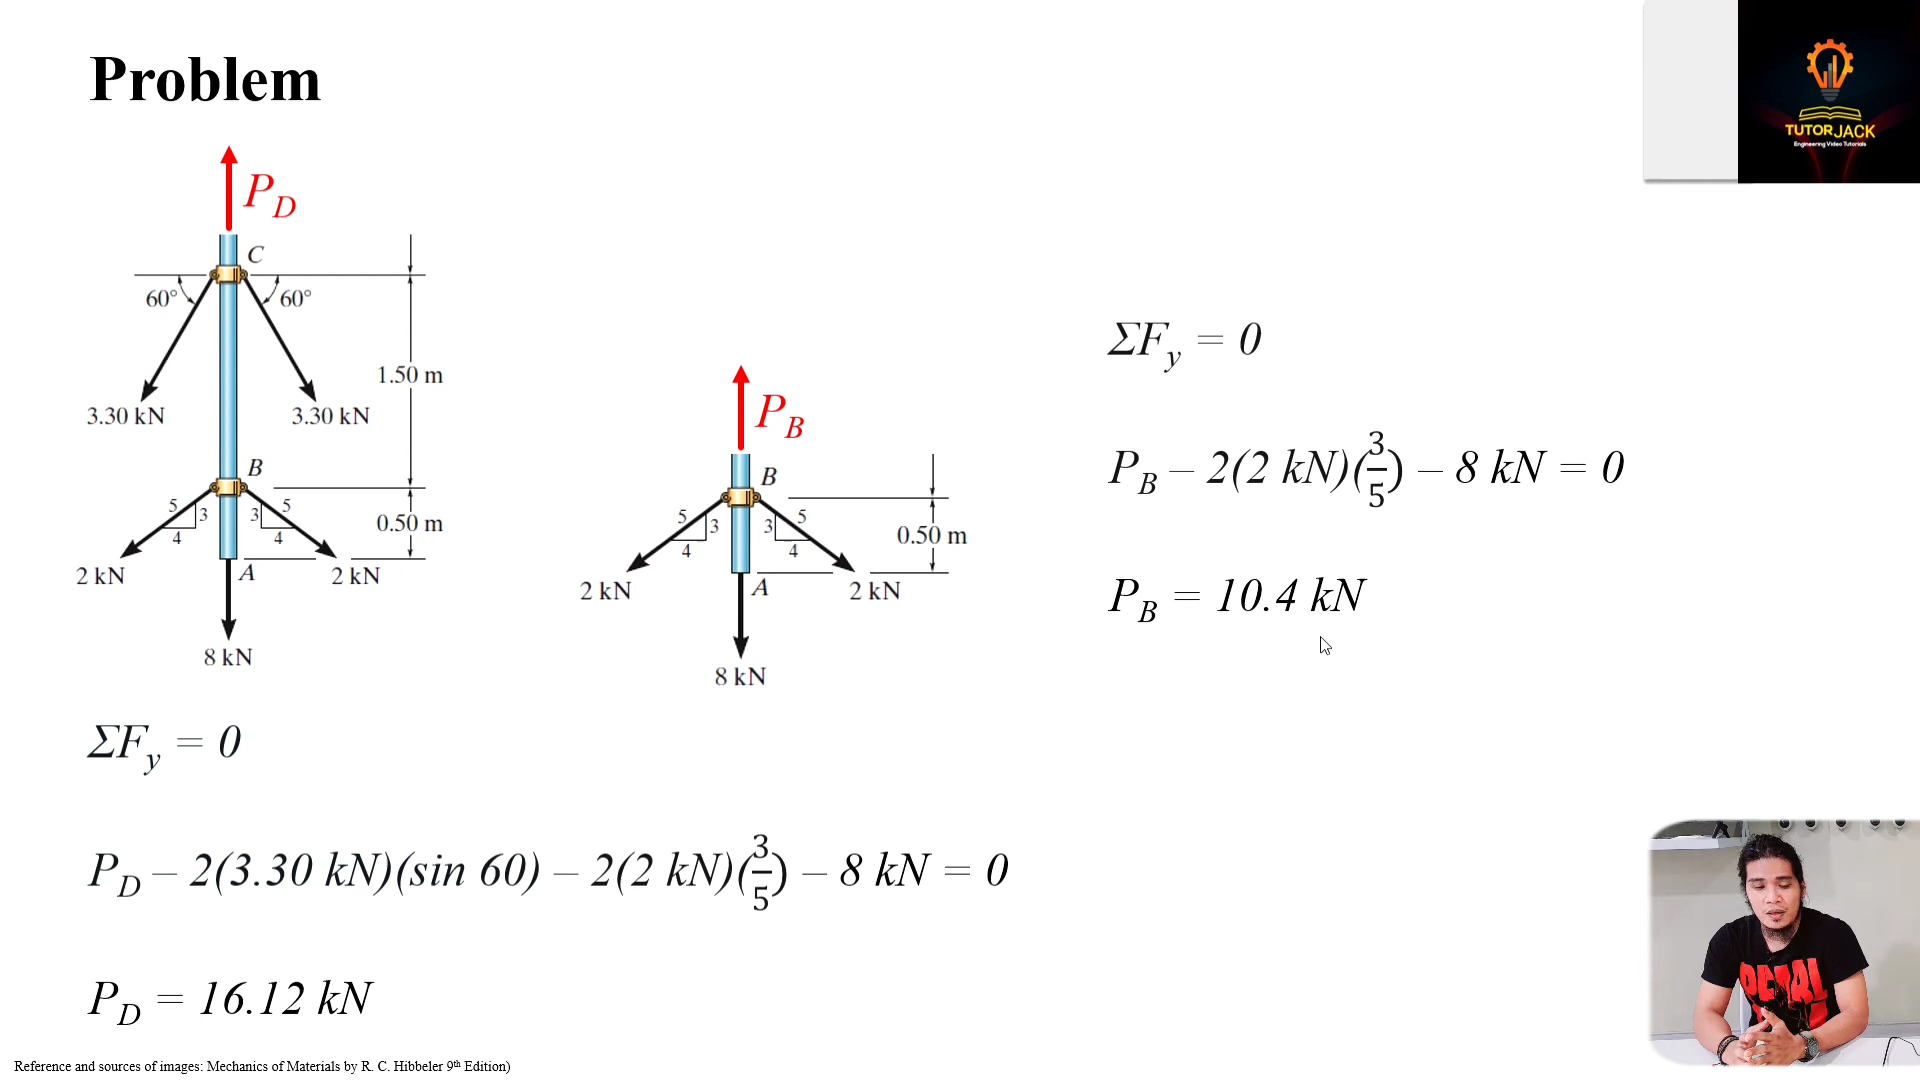 Problem
TUTORJACK
Engineering Video Tutorials
P_D
C
60°
60°
1.50 m
3.30 kN
3.30 kN
B
5
3
4
3
5
4
0.50 m
2 kN
A
2 kN
8 kN
P_B
B
5
3
4
3
5
4
0.50 m
2 kN
A
2 kN
8 kN
ΣF_y = 0
P_B – 2(2 kN)(3/5) – 8 kN = 0
P_B = 10.4 kN
ΣF_y = 0
P_D – 2(3.30 kN)(sin 60) – 2(2 kN)(3/5) – 8 kN = 0
P_D = 16.12 kN
Reference and sources of images: Mechanics of Materials by R. C. Hibbeler 9th Edition)